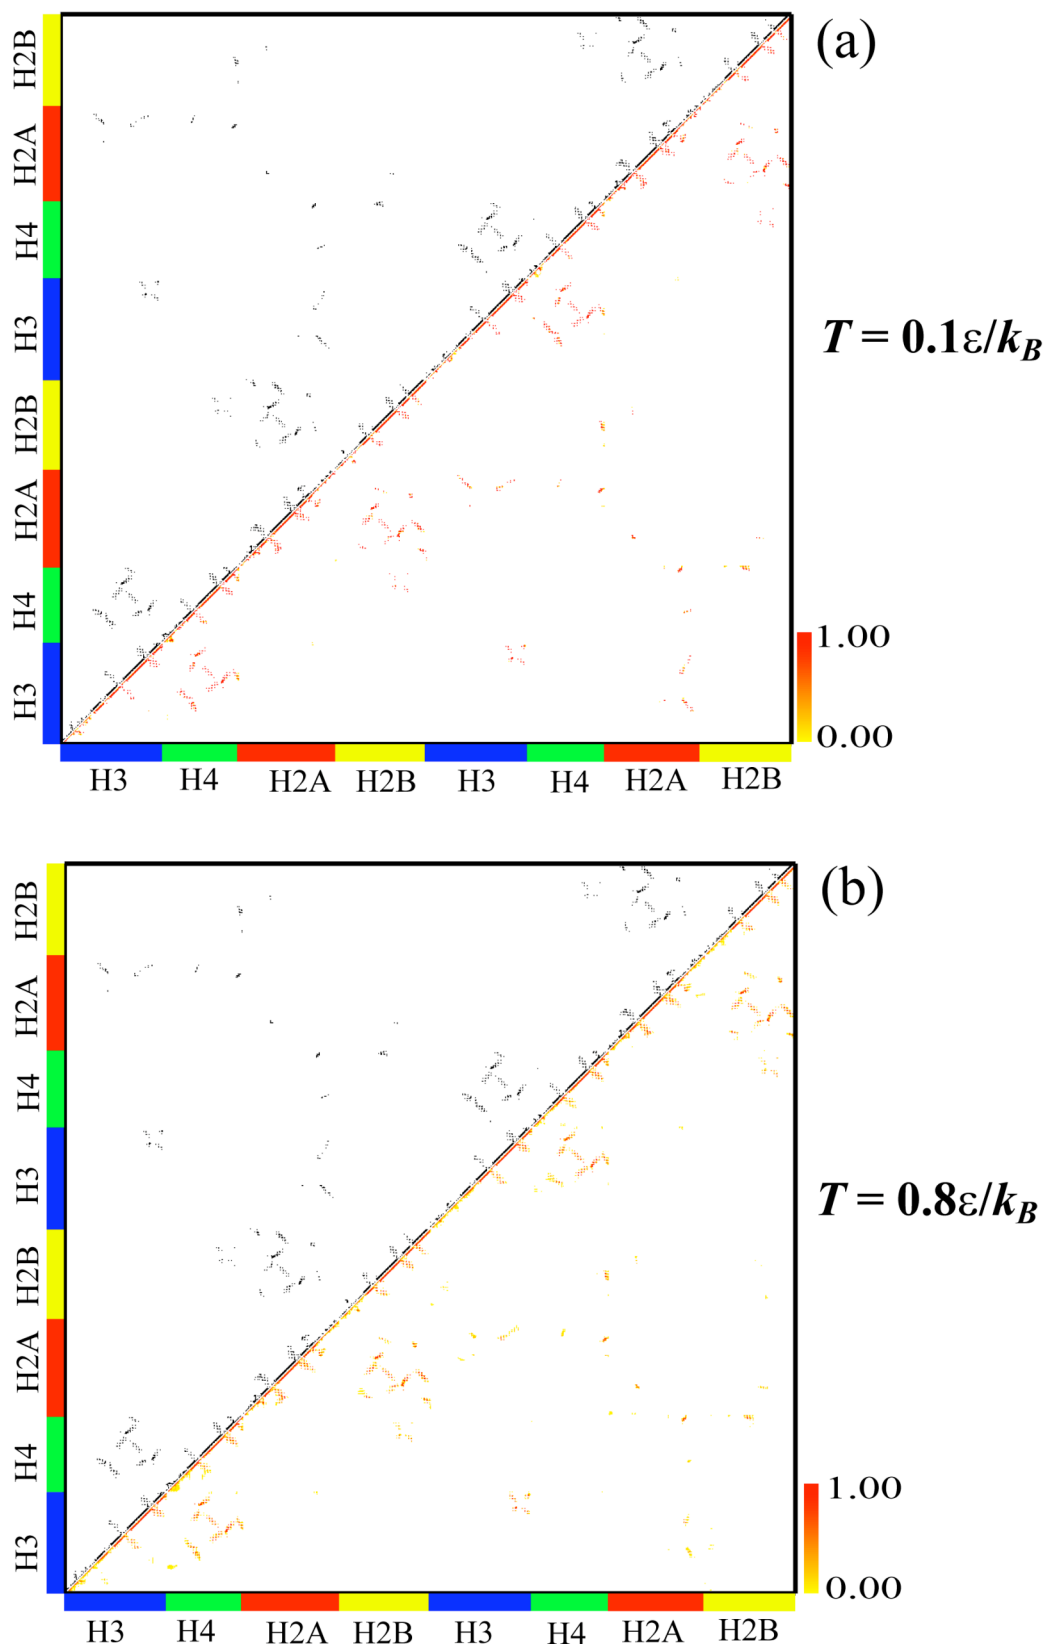 (a)
H2B
H2A
H4
H3
H2B
H2A
H4
H3
T = 0.1ε/kB
1.00
0.00
H3 H4 H2A H2B H3 H4 H2A H2B
(b)
H2B
H2A
H4
H3
H2B
H2A
H4
H3
T = 0.8ε/kB
1.00
0.00
H3 H4 H2A H2B H3 H4 H2A H2B